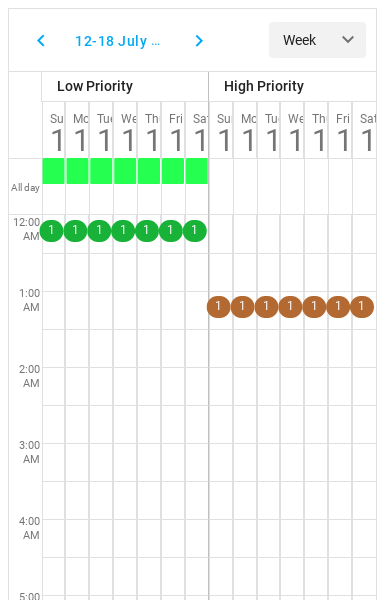 12-18 July ...
Week
Low Priority
High Priority
Su Mo Tu We Th Fri Sat Su Mo Tu We Th Fri Sat
1 1 1 1 1 1 1 1 1 1 1 1 1 1
All day
12:00
AM
1 1 1 1 1 1 1
1:00
AM
1 1 1 1 1 1 1
2:00
AM
3:00
AM
4:00
AM
5:00